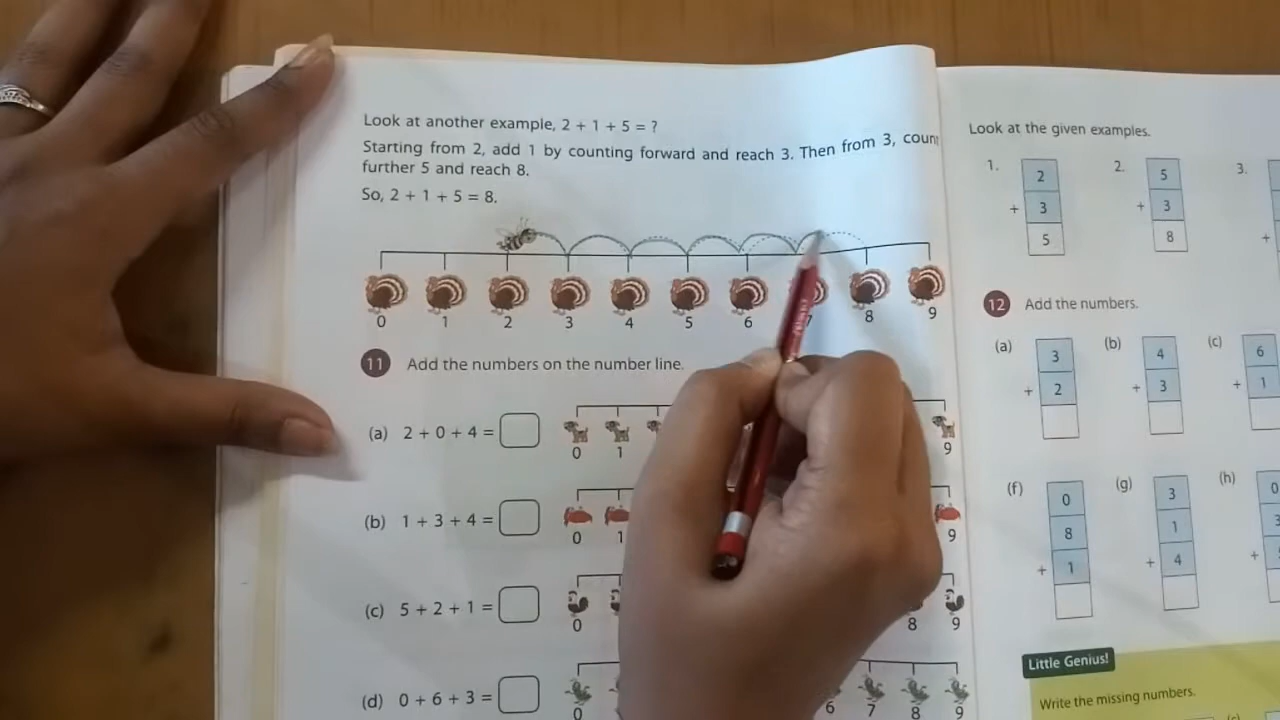 Look at another example, 2 + 1 + 5 = ?
Starting from 2, add 1 by counting forward and reach 3. Then from 3, coun
further 5 and reach 8.
So, 2 + 1 + 5 = 8.
0 1 2 3 4 5 6 7 8 9
11 Add the numbers on the number line.
(a) 2 + 0 + 4 =
0 1 9
(b) 1 + 3 + 4 =
0 1 9
(c) 5 + 2 + 1 =
0 8 9
(d) 0 + 6 + 3 =
0 6 7 8 9
Look at the given examples.
1. 2. 3.
2 5
+ 3 + 3 +
5 8
12 Add the numbers.
(a) (b) (c)
3 4 6
+ 2 + 3 + 1
(f) (g) (h)
0 3 0
8 1 3
+ 1 + 4 +
Little Genius!
Write the missing numbers.